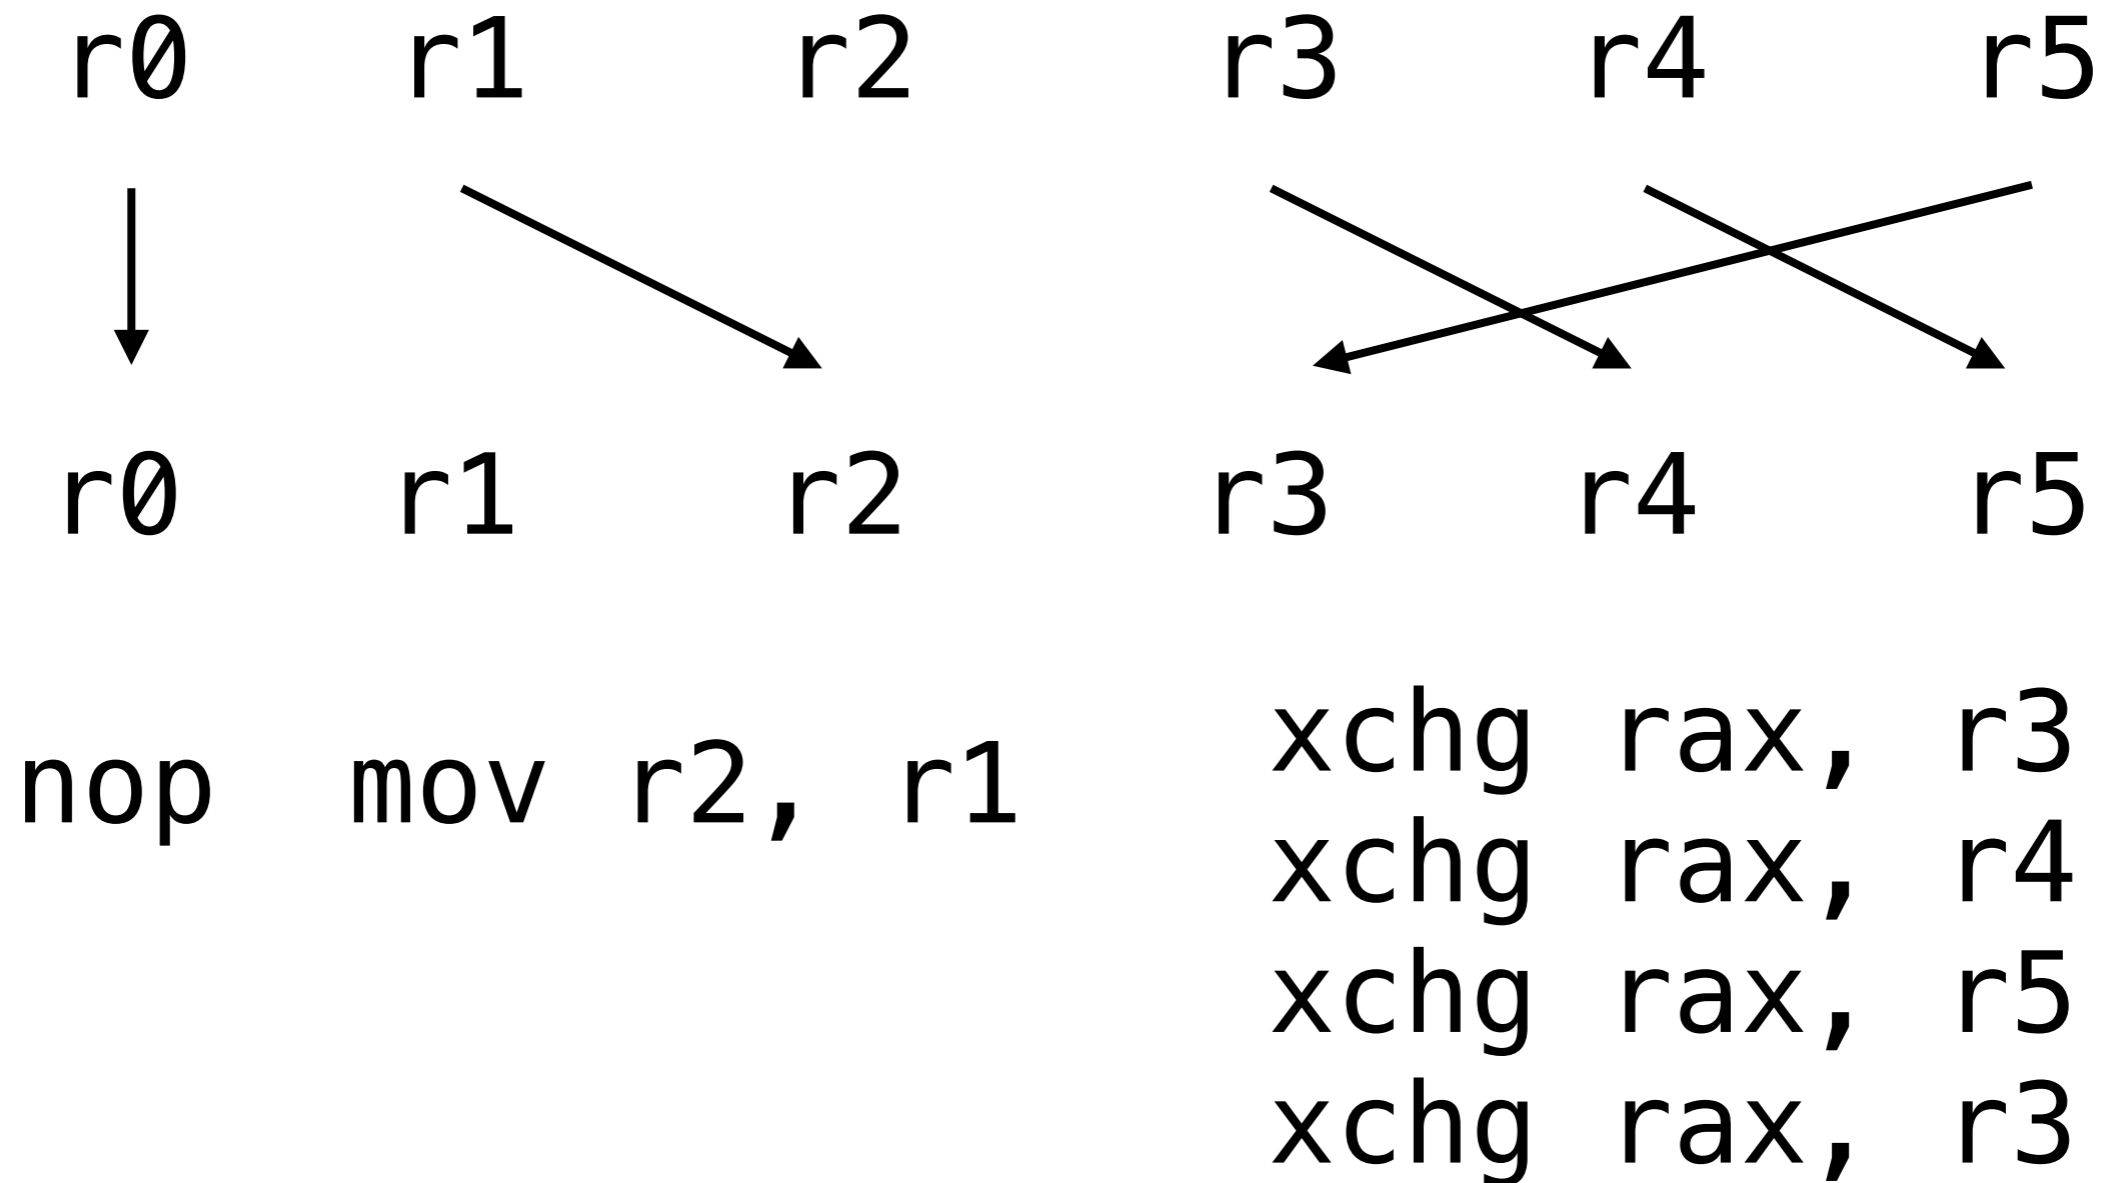 r0 r1 r2 r3 r4 r5
r0 r1 r2 r3 r4 r5
nop mov r2, r1
xchg rax, r3
xchg rax, r4
xchg rax, r5
xchg rax, r3